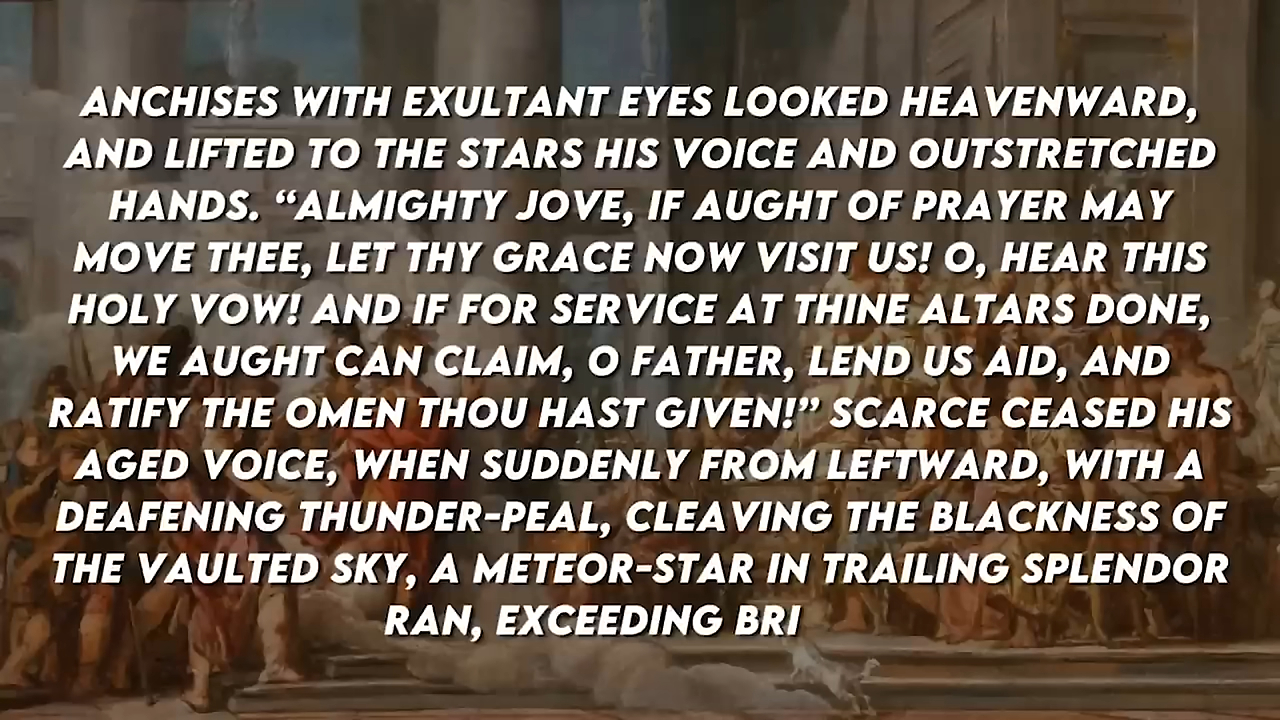 ANCHISES WITH EXULTANT EYES LOOKED HEAVENWARD,
AND LIFTED TO THE STARS HIS VOICE AND OUTSTRETCHED
HANDS. “ALMIGHTY JOVE, IF AUGHT OF PRAYER MAY
MOVE THEE, LET THY GRACE NOW VISIT US! O, HEAR THIS
HOLY VOW! AND IF FOR SERVICE AT THINE ALTARS DONE,
WE AUGHT CAN CLAIM, O FATHER, LEND US AID, AND
RATIFY THE OMEN THOU HAST GIVEN!” SCARCE CEASED HIS
AGED VOICE, WHEN SUDDENLY FROM LEFTWARD, WITH A
DEAFENING THUNDER-PEAL, CLEAVING THE BLACKNESS OF
THE VAULTED SKY, A METEOR-STAR IN TRAILING SPLENDOR
RAN, EXCEEDING BRI